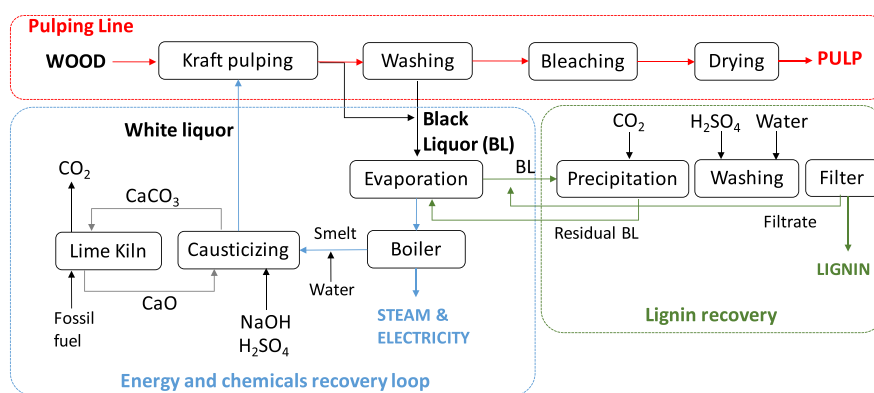 Pulping Line
WOOD
Kraft pulping
Washing
Bleaching
Drying
PULP
White liquor
Black
Liquor (BL)
CO2
H2SO4
Water
CO2
CaCO3
Evaporation
BL
Precipitation
Washing
Filter
Lime Kiln
Causticizing
Smelt
Boiler
Residual BL
Filtrate
Water
CaO
LIGNIN
Fossil
fuel
NaOH
H2SO4
STEAM &
ELECTRICITY
Lignin recovery
Energy and chemicals recovery loop